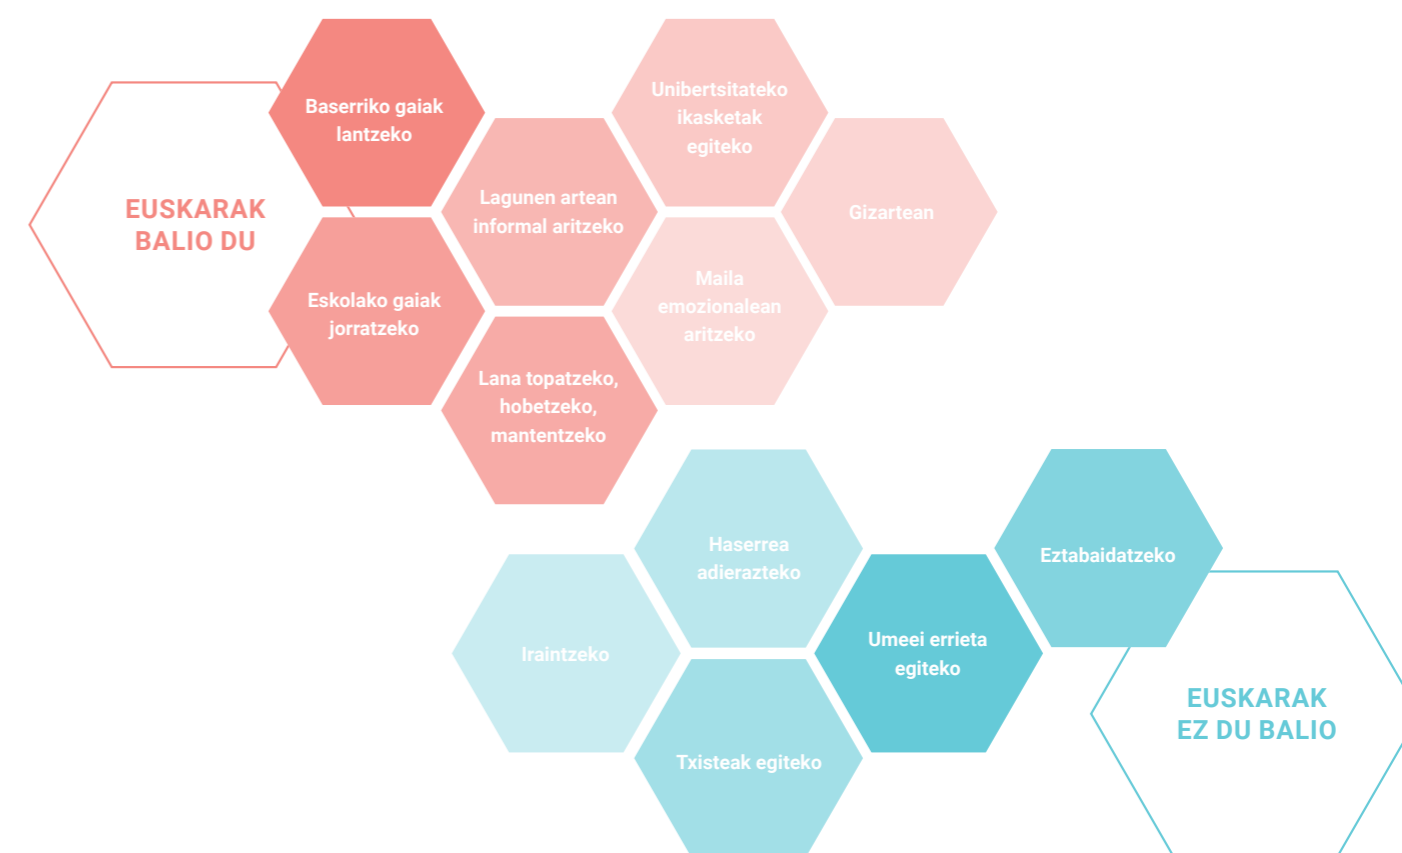 EUSKARAK
BALIO DU
Baserriko gaiak
lantzeko
Eskolako gaiak
jorratzeko
Lagunen artean
informal aritzeko
Lana topatzeko,
hobetzeko,
mantentzeko
Unibertsitateko
ikasketak
egiteko
Maila
emozionalean
aritzeko
Gizartean
Haserrea
adierazteko
Iraintzeko
Txisteak egiteko
Umeei errieta
egiteko
Eztabaidatzeko
EUSKARAK
EZ DU BALIO